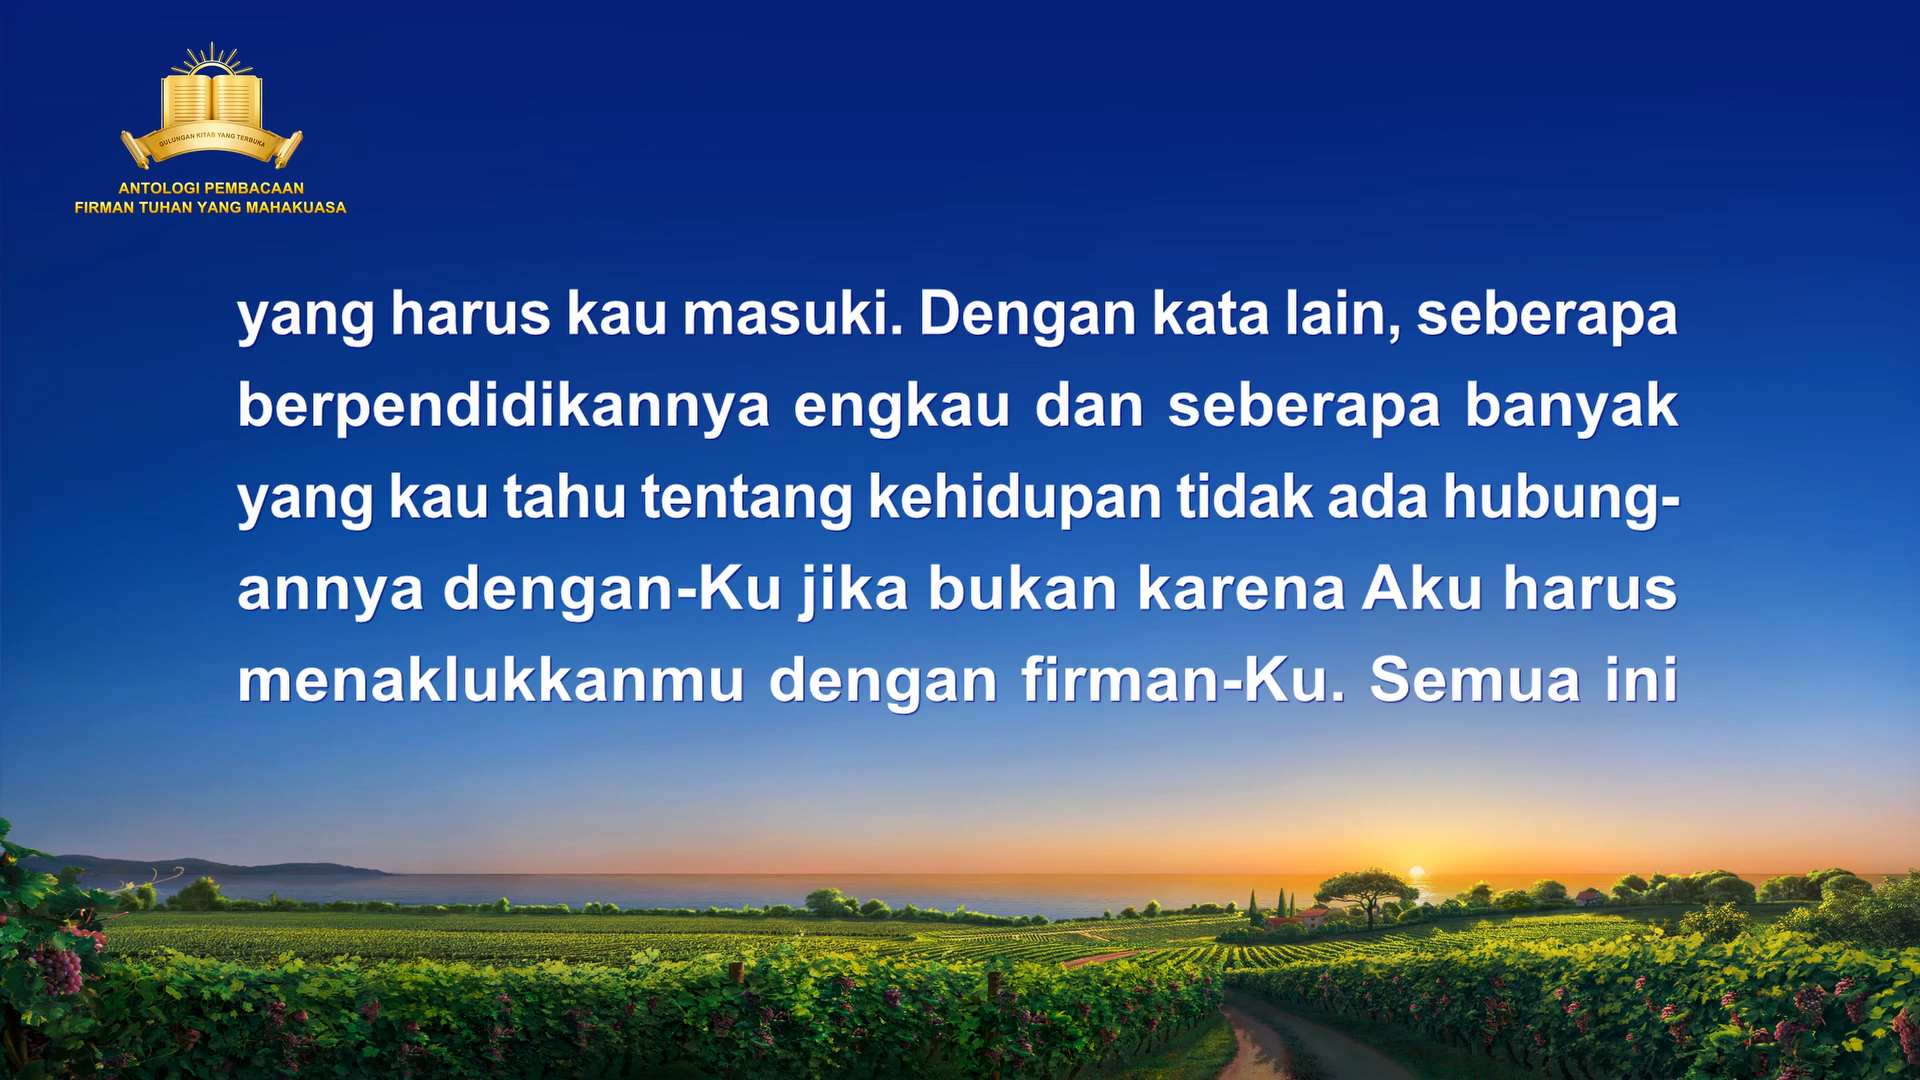 GULUNGAN KITAB YANG TERBUKA
ANTOLOGI PEMBACAAN
FIRMAN TUHAN YANG MAHAKUASA
yang harus kau masuki. Dengan kata lain, seberapa
berpendidikannya engkau dan seberapa banyak
yang kau tahu tentang kehidupan tidak ada hubung-
annya dengan-Ku jika bukan karena Aku harus
menaklukkanmu dengan firman-Ku. Semua ini